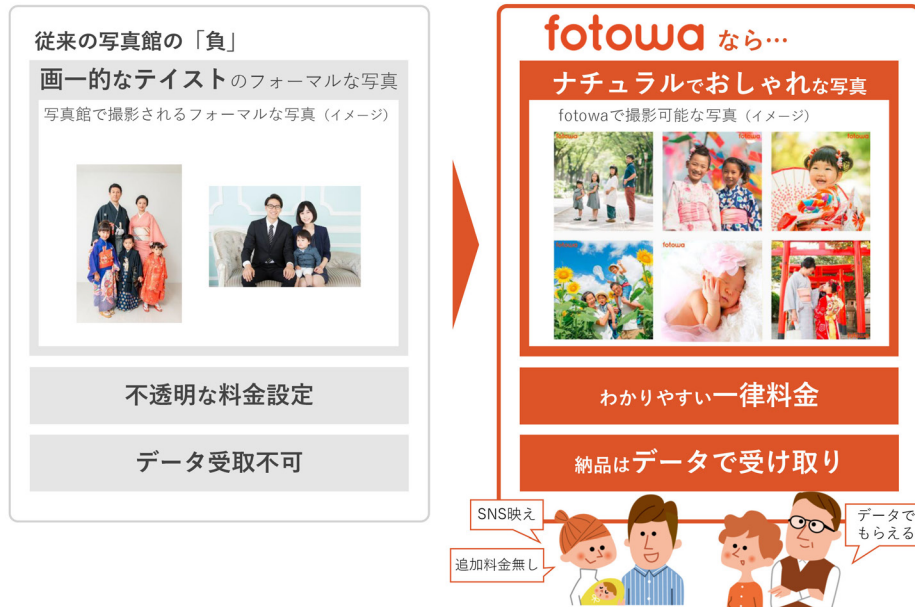 従来の写真館の「負」
画一的なテイストのフォーマルな写真
写真館で撮影されるフォーマルな写真（イメージ）
不透明な料金設定
データ受取不可
fotowa なら…
ナチュラルでおしゃれな写真
fotowaで撮影可能な写真（イメージ）
fotowa
fotowa
fotowa
fotowa
fotowa
わかりやすい一律料金
納品はデータで受け取り
SNS映え
追加料金無し
データで
もらえる